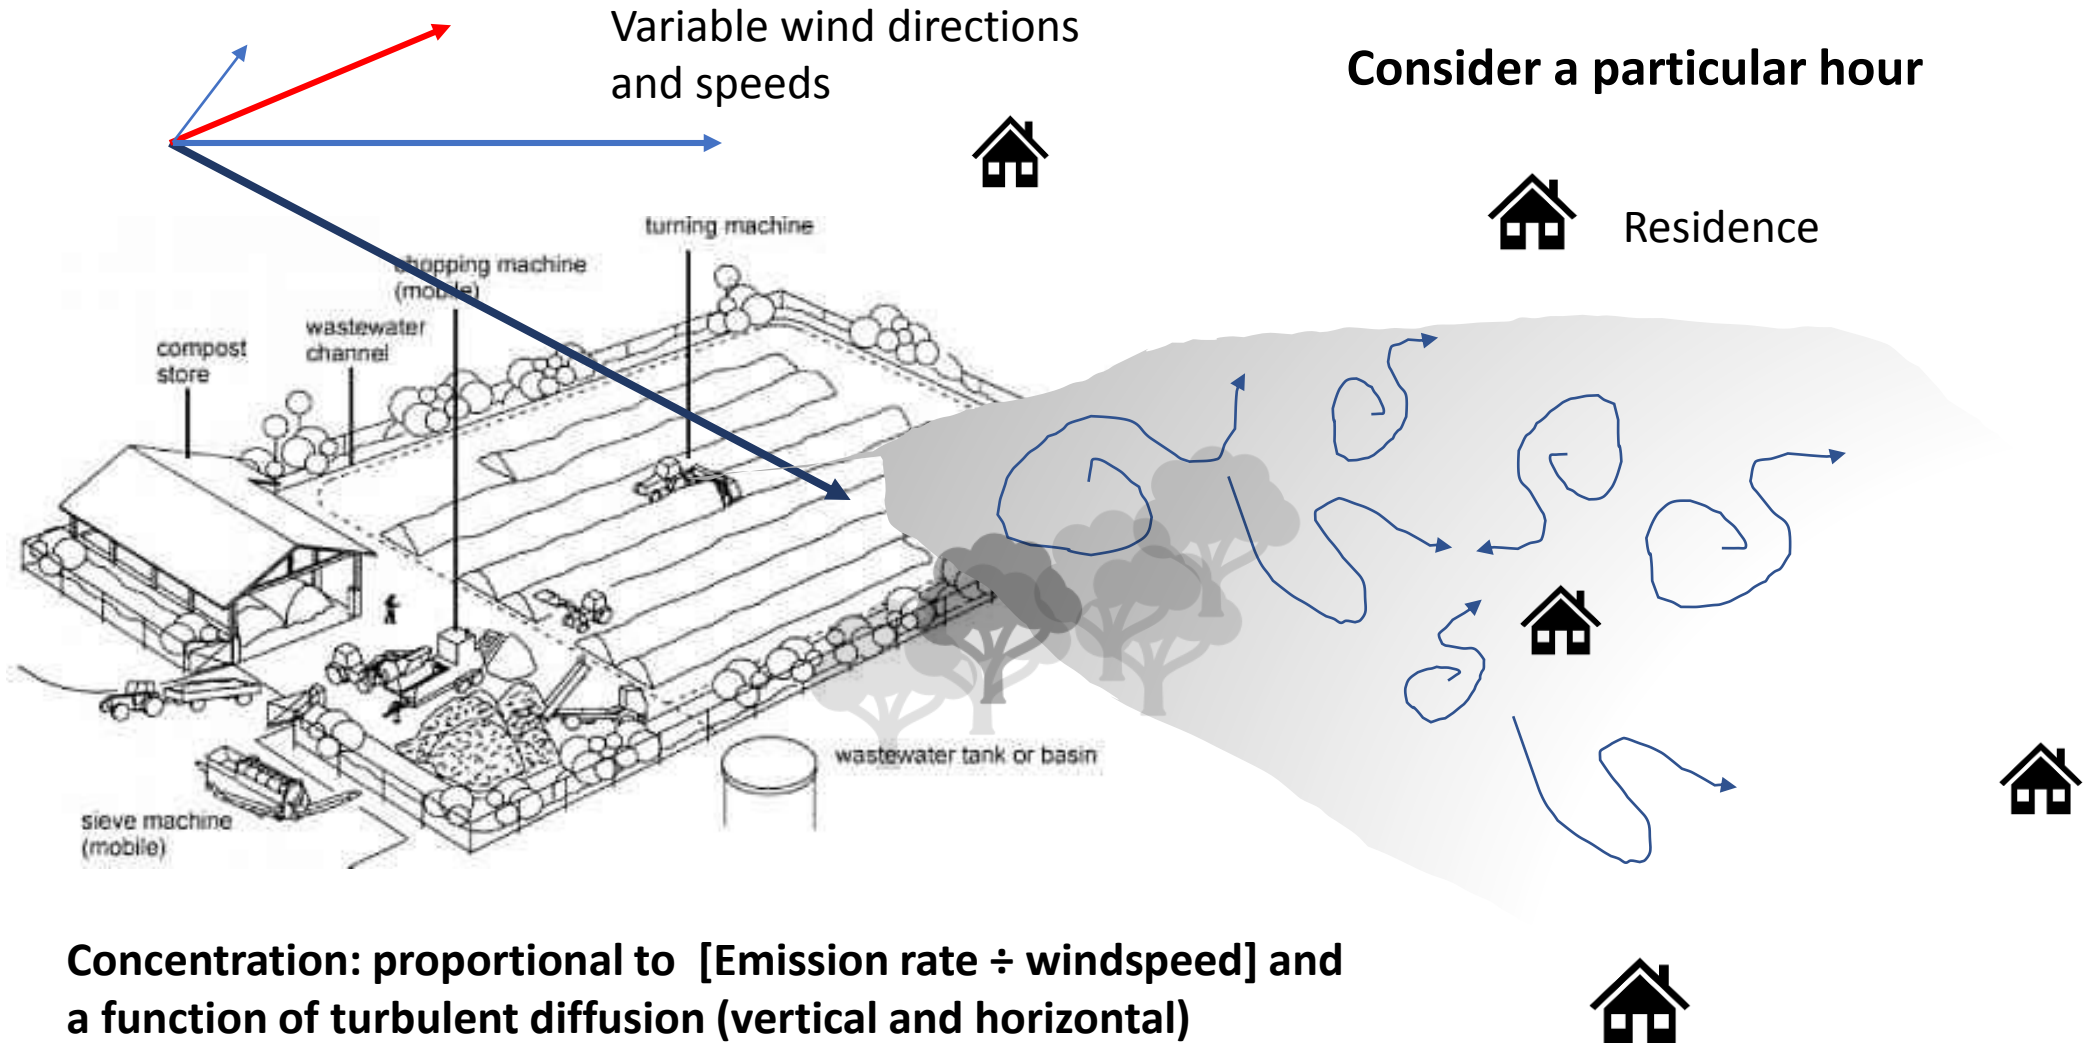 Variable wind directions
and speeds
Consider a particular hour
Residence
turning machine
chopping machine
(mobile)
wastewater
channel
compost
store
wastewater tank or basin
sieve machine
(mobile)
Concentration: proportional to [Emission rate ÷ windspeed] and
a function of turbulent diffusion (vertical and horizontal)